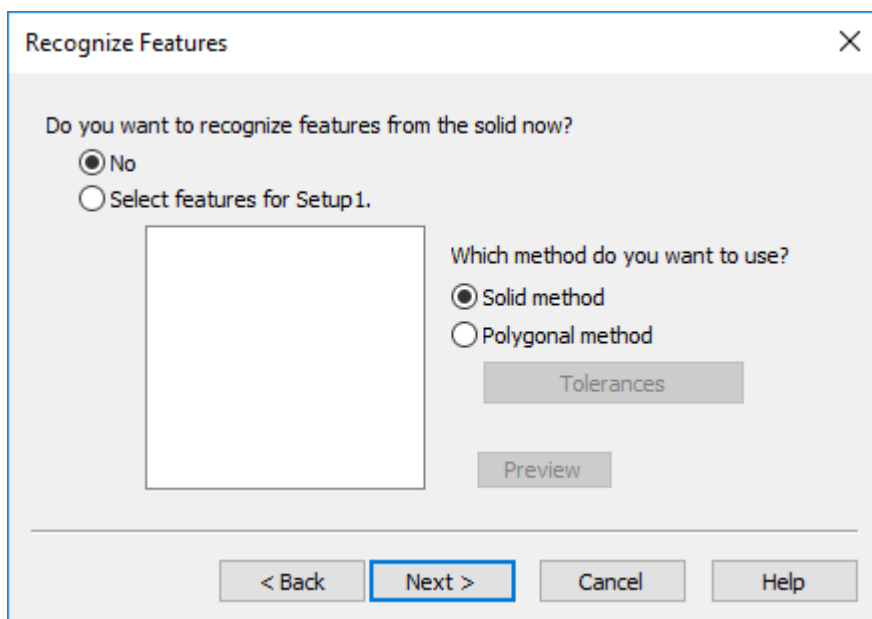 Recognize Features
Do you want to recognize features from the solid now?
No
Select features for Setup1.
Which method do you want to use?
Solid method
Polygonal method
Tolerances
Preview
< Back
Next >
Cancel
Help